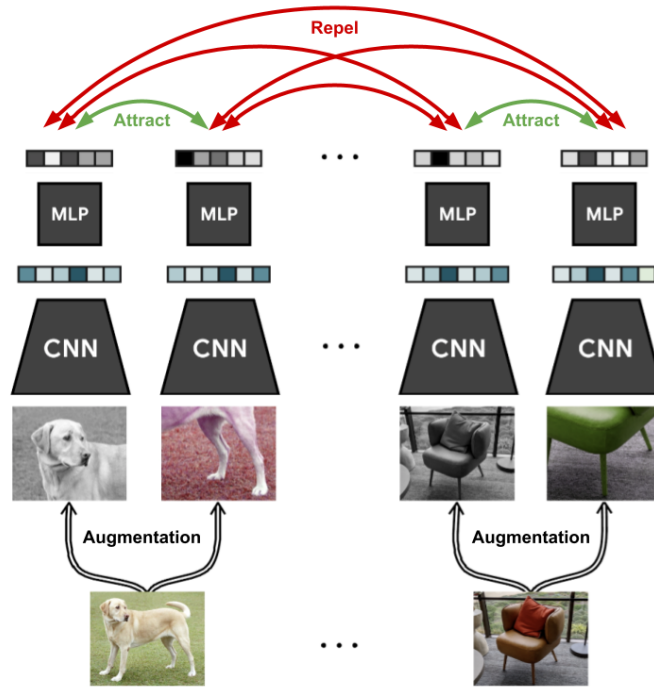 Repel
Attract
Attract
MLP
MLP
MLP
MLP
CNN
CNN
CNN
CNN
Augmentation
Augmentation